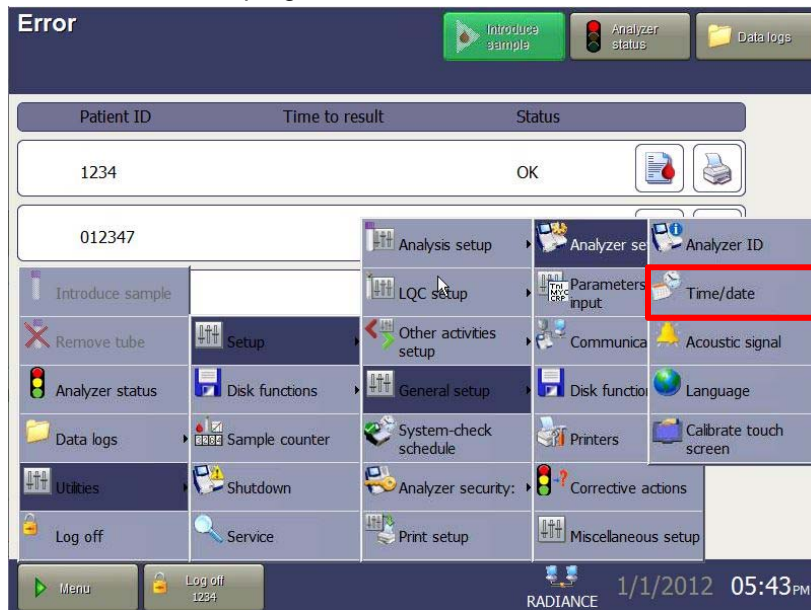 Error
Introduce
sample
Analyzer
status
Data logs
Patient ID Time to result Status
1234 OK
012347
Introduce sample
Remove tube
Analyzer status
Data logs
Utilities
Log off
Setup
Disk functions
Sample counter
Shutdown
Service
Analysis setup
LQC setup
Other activities
setup
General setup
System-check
schedule
Analyzer security:
Print setup
Analyzer se
Parameters
input
Communica
Disk functio
Printers
Corrective actions
Miscellaneous setup
Analyzer ID
Time/date
Acoustic signal
Language
Calibrate touch
screen
Menu
Log off
1234
RADIANCE
1/1/2012 05:43 PM